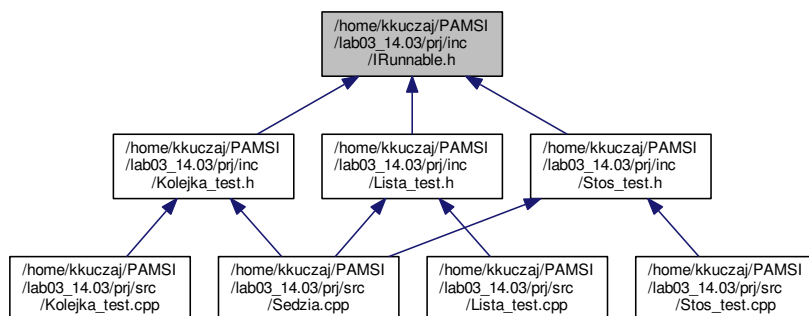 /home/kkuczaj/PAMSI
/lab03_14.03/prj/inc
/IRunnable.h
/home/kkuczaj/PAMSI
/lab03_14.03/prj/inc
/Kolejka_test.h
/home/kkuczaj/PAMSI
/lab03_14.03/prj/inc
/Lista_test.h
/home/kkuczaj/PAMSI
/lab03_14.03/prj/inc
/Stos_test.h
/home/kkuczaj/PAMSI
/lab03_14.03/prj/src
/Kolejka_test.cpp
/home/kkuczaj/PAMSI
/lab03_14.03/prj/src
/Sedzia.cpp
/home/kkuczaj/PAMSI
/lab03_14.03/prj/src
/Lista_test.cpp
/home/kkuczaj/PAMSI
/lab03_14.03/prj/src
/Stos_test.cpp